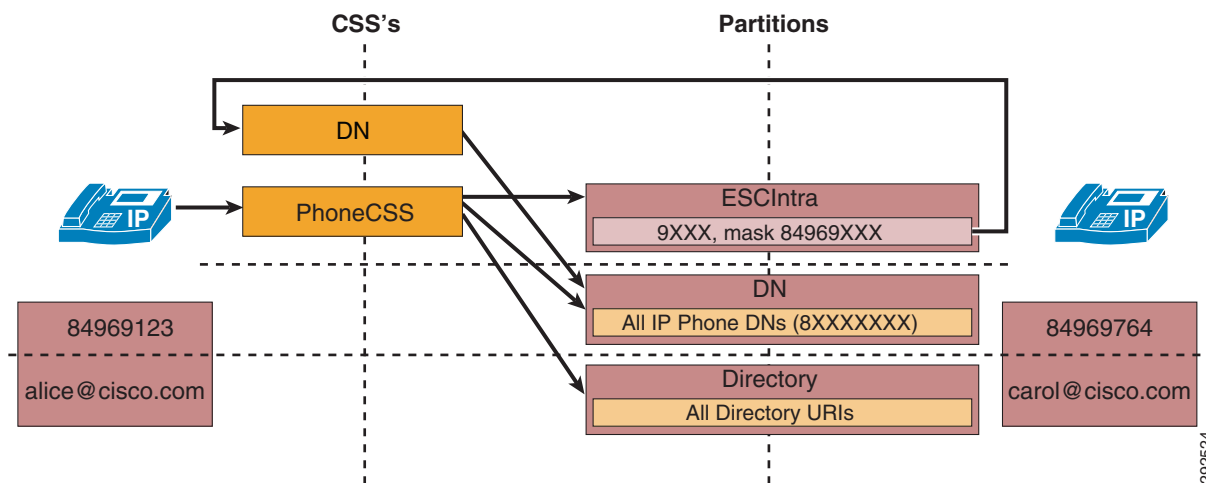 CSS's
Partitions
DN
IP
PhoneCSS
ESCIntra
9XXX, mask 84969XXX
IP
DN
All IP Phone DNs (8XXXXXXX)
84969123
alice@cisco.com
84969764
carol@cisco.com
Directory
All Directory URIs
292524